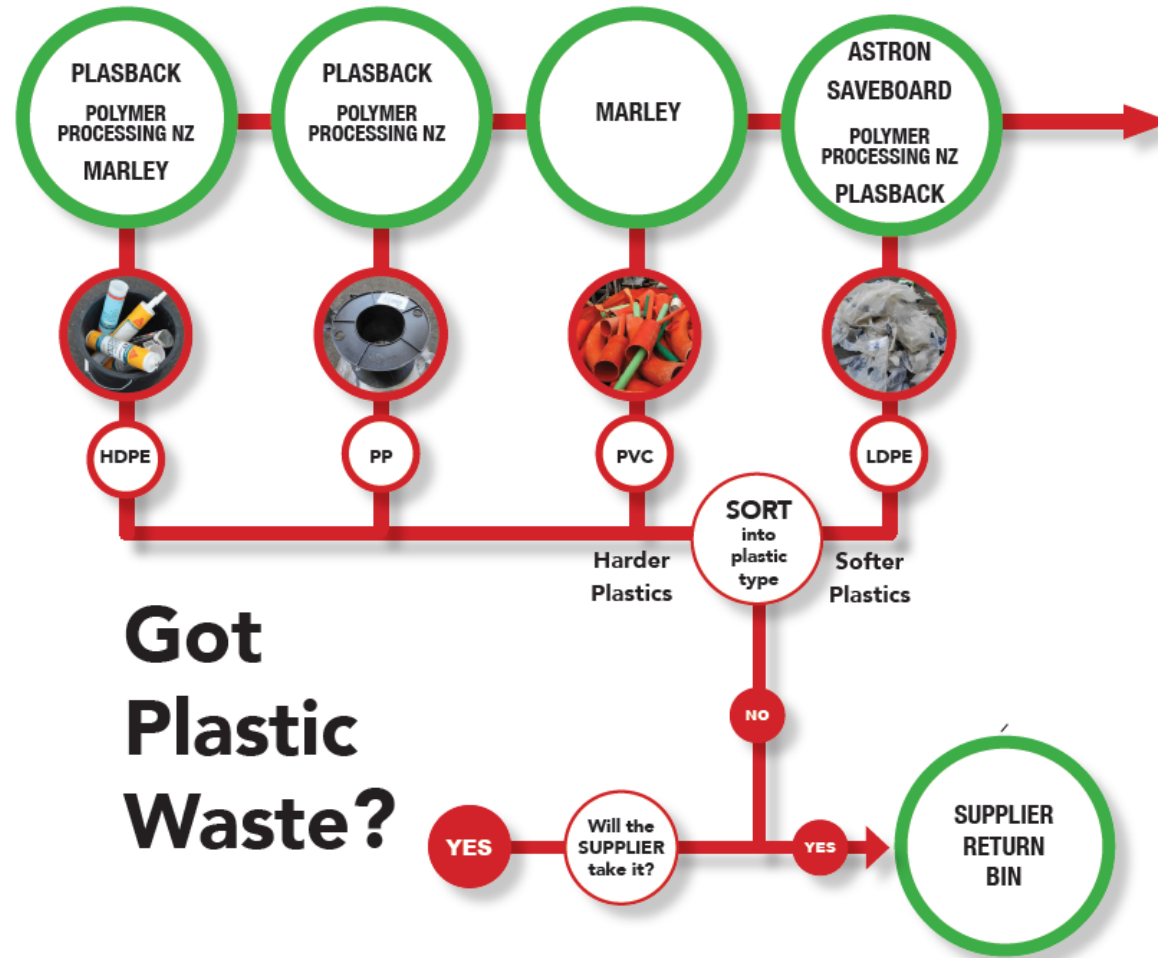 PLASBACK
POLYMER
PROCESSING NZ
MARLEY
PLASBACK
POLYMER
PROCESSING NZ
MARLEY
ASTRON
SAVEBOARD
POLYMER
PROCESSING NZ
PLASBACK
HDPE
PP
PVC
LDPE
SORT
into
plastic
type
Harder
Plastics
Softer
Plastics
Got
Plastic
Waste?
NO
YES
Will the
SUPPLIER
take it?
YES
SUPPLIER
RETURN
BIN